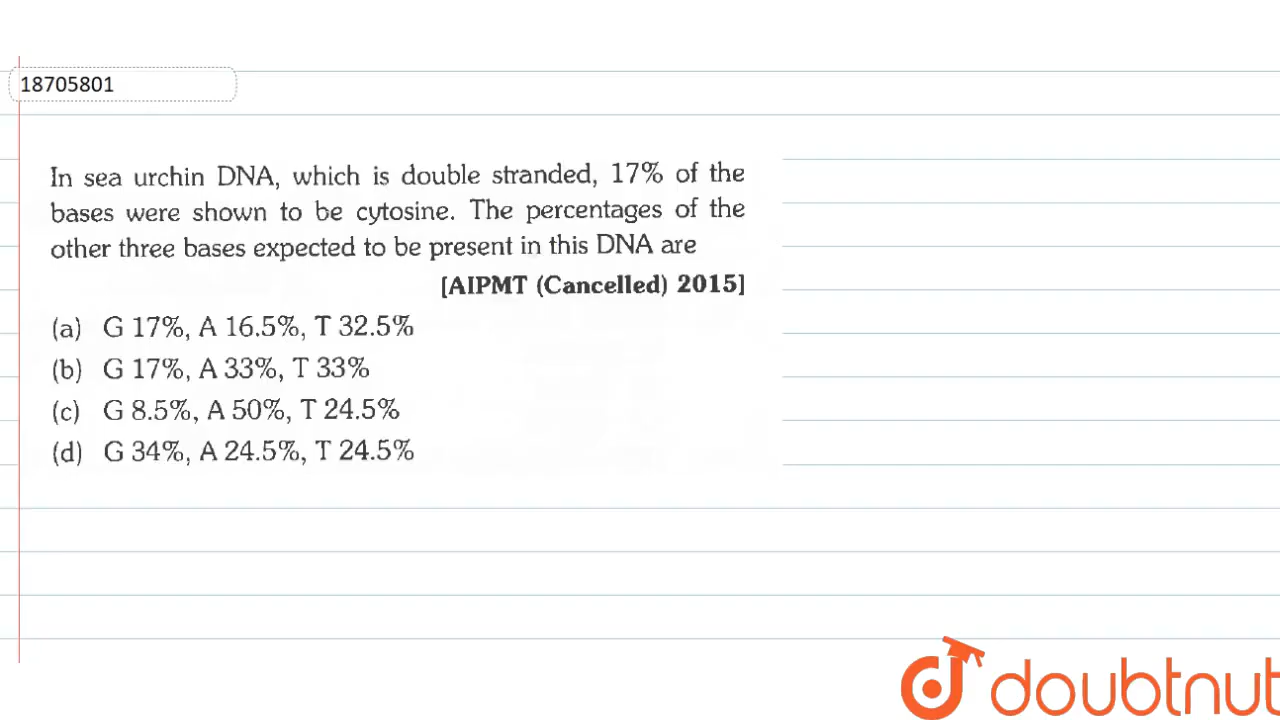 18705801
In sea urchin DNA, which is double stranded, 17% of the
bases were shown to be cytosine. The percentages of the
other three bases expected to be present in this DNA are
[AIPMT (Cancelled) 2015]
(a) G 17%, A 16.5%, T 32.5%
(b) G 17%, A 33%, T 33%
(c) G 8.5%, A 50%, T 24.5%
(d) G 34%, A 24.5%, T 24.5%
doubtnut